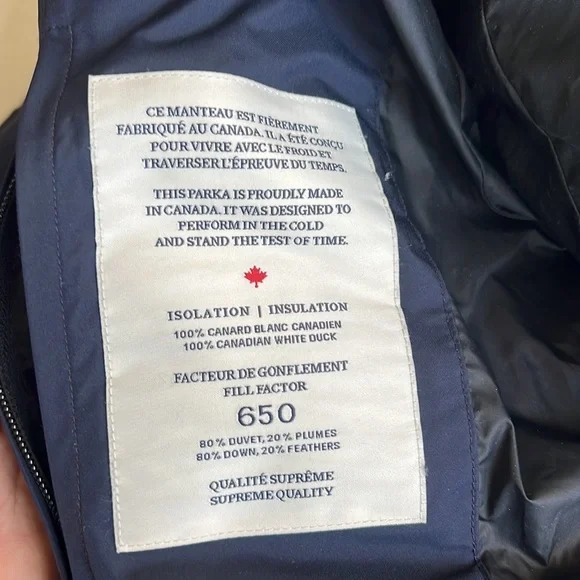 CE MANTEAU EST FIÈREMENT
FABRIQUÉ AU CANADA. IL A ÉTÉ CONÇU
POUR VIVRE AVEC LE FROID ET
TRAVERSER L'ÉPREUVE DU TEMPS.
THIS PARKA IS PROUDLY MADE
IN CANADA. IT WAS DESIGNED TO
PERFORM IN THE COLD
AND STAND THE TEST OF TIME.
ISOLATION | INSULATION
100% CANARD BLANC CANADIEN
100% CANADIAN WHITE DUCK
FACTEUR DE GONFLEMENT
FILL FACTOR
650
80% DUVET, 20% PLUMES
80% DOWN, 20% FEATHERS
QUALITÉ SUPRÊME
SUPREME QUALITY